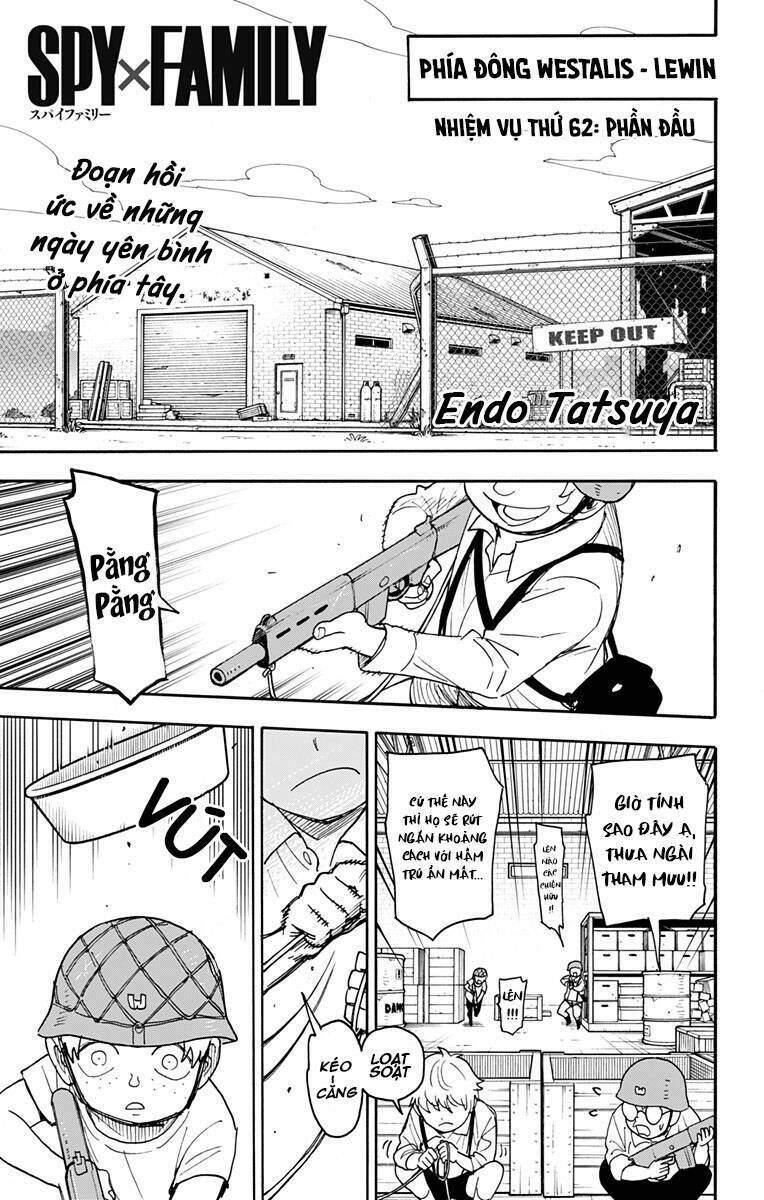 SPY×FAMILY
スパイファミリー
PHÍA ĐÔNG WESTALIS - LEWIN
NHIỆM VỤ THỨ 62: PHẦN ĐẦU
Đoạn hồi
ức về những
ngày yên bình
ở phía tây.
KEEP OUT
Endo Tatsuya
Pằng
Pằng
GIỜ TÍNH
SAO ĐÂY Ạ,
THƯA NGÀI
THAM MƯU!!
LÊN
NÀO
CÁC
CHIẾN
HỮU
!!
CỨ THẾ NÀY
THÌ HỌ SẼ RÚT
NGẮN KHOẢNG
CÁCH VỚI HẦM
TRÚ ẨN MẤT...
LÊN
!!!
DANG
W
LOẠT
SOẠT
KÉO
CĂNG
VÚT
W